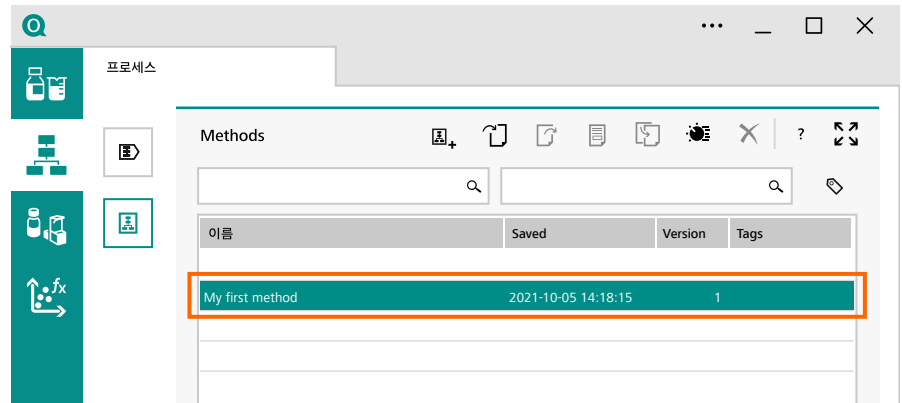 프로세스
Methods
?
이름 Saved Version Tags
My first method 2021-10-05 14:18:15 1